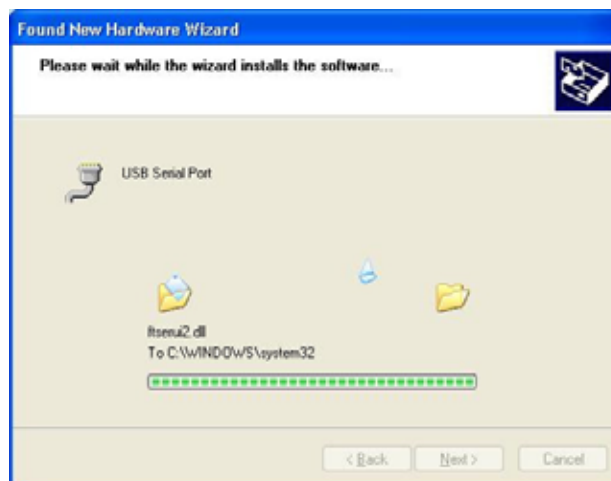 Found New Hardware Wizard
Please wait while the wizard installs the software...
USB Serial Port
ftserui2.dll
To C:\WINDOWS\system32
< Back
Next >
Cancel